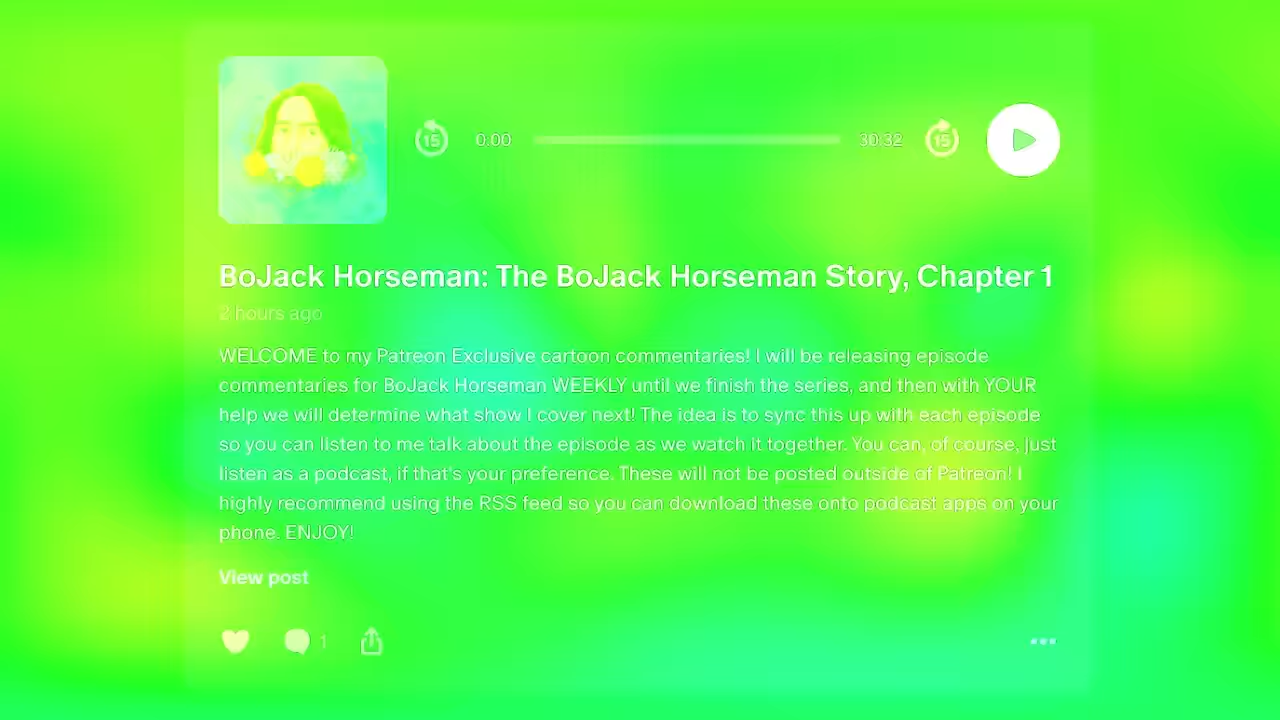 15 0:00 30:32 15
BoJack Horseman: The BoJack Horseman Story, Chapter 1
2 hours ago
WELCOME to my Patreon Exclusive cartoon commentaries! I will be releasing episode
commentaries for BoJack Horseman WEEKLY until we finish the series, and then with YOUR
help we will determine what show I cover next! The idea is to sync this up with each episode
so you can listen to me talk about the episode as we watch it together. You can, of course, just
listen as a podcast, if that's your preference. These will not be posted outside of Patreon! I
highly recommend using the RSS feed so you can download these onto podcast apps on your
phone. ENJOY!
View post
1